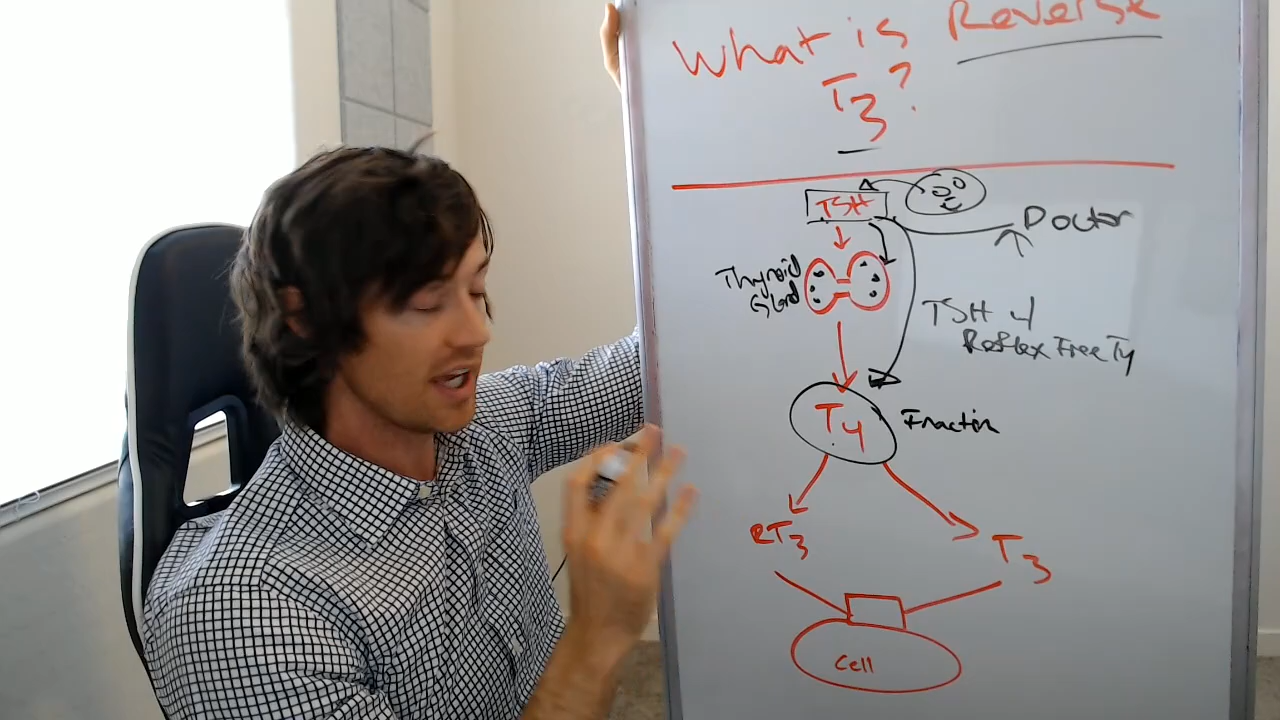 What is Reverse
T3?
TSH
Doctor
Thyroid
Gland
TSH 4
Reflex Free T4
T4
Fraction
RT3
T3
Cell